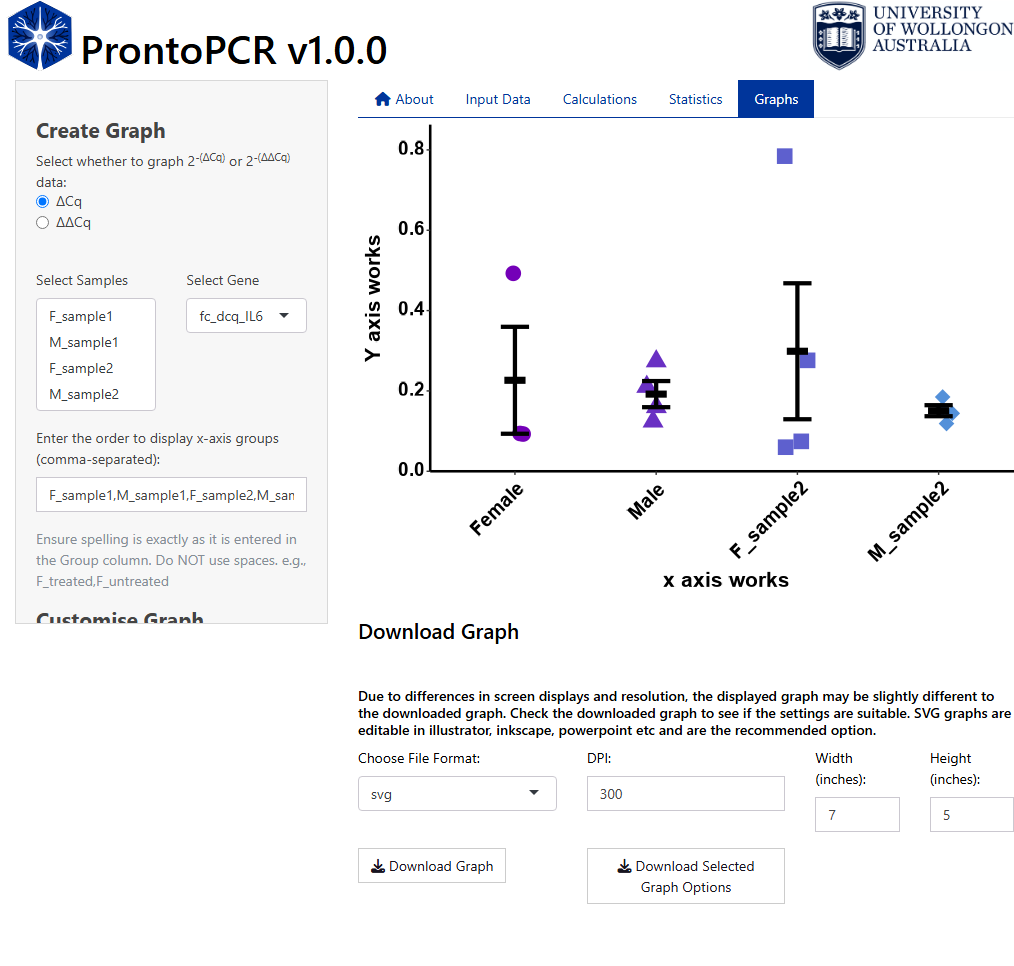 ProntoPCR v1.0.0
UNIVERSITY
OF WOLLONGONG
AUSTRALIA
Create Graph
Select whether to graph 2-(ΔCq) or 2-(ΔΔCq)
data:
ΔCq
ΔΔCq
Select Samples
Select Gene
F_sample1
M_sample1
F_sample2
M_sample2
fc_dcq_IL6
Enter the order to display x-axis groups
(comma-separated):
F_sample1,M_sample1,F_sample2,M_sam
Ensure spelling is exactly as it is entered in
the Group column. Do NOT use spaces. e.g.,
F_treated,F_untreated
Customise Graph
About Input Data Calculations Statistics Graphs
Y axis works
0.8
0.6
0.4
0.2
0.0
Female
Male
F_sample2
M_sample2
x axis works
Download Graph
Due to differences in screen displays and resolution, the displayed graph may be slightly different to
the downloaded graph. Check the downloaded graph to see if the settings are suitable. SVG graphs are
editable in illustrator, inkscape, powerpoint etc and are the recommended option.
Choose File Format:
svg
DPI:
300
Width
(inches):
7
Height
(inches):
5
Download Graph
Download Selected
Graph Options